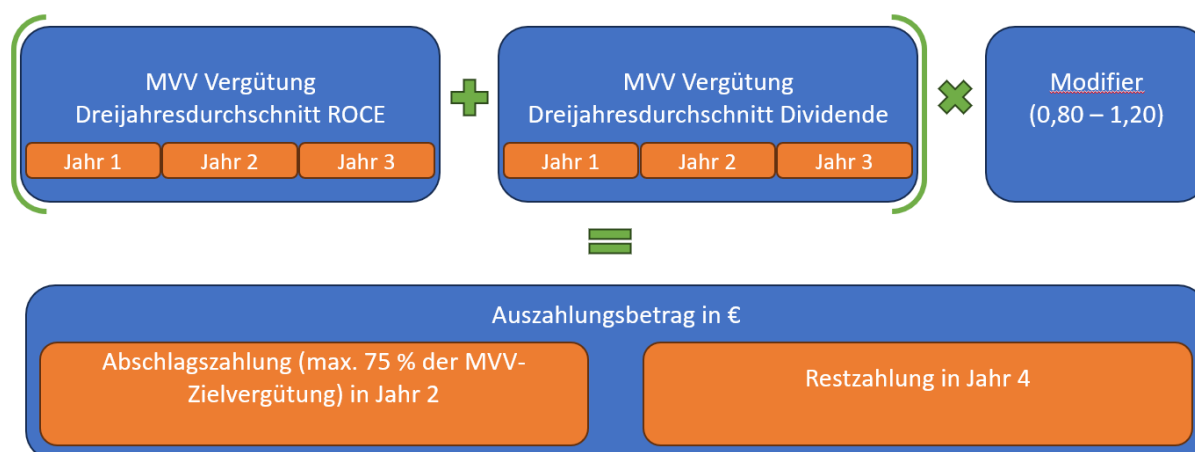 MVV Vergütung
Dreijahresdurchschnitt ROCE
Jahr 1
Jahr 2
Jahr 3
MVV Vergütung
Dreijahresdurchschnitt Dividende
Jahr 1
Jahr 2
Jahr 3
Modifier
(0,80 – 1,20)
Auszahlungsbetrag in €
Abschlagszahlung (max. 75 % der MVV-
Zielvergütung) in Jahr 2
Restzahlung in Jahr 4